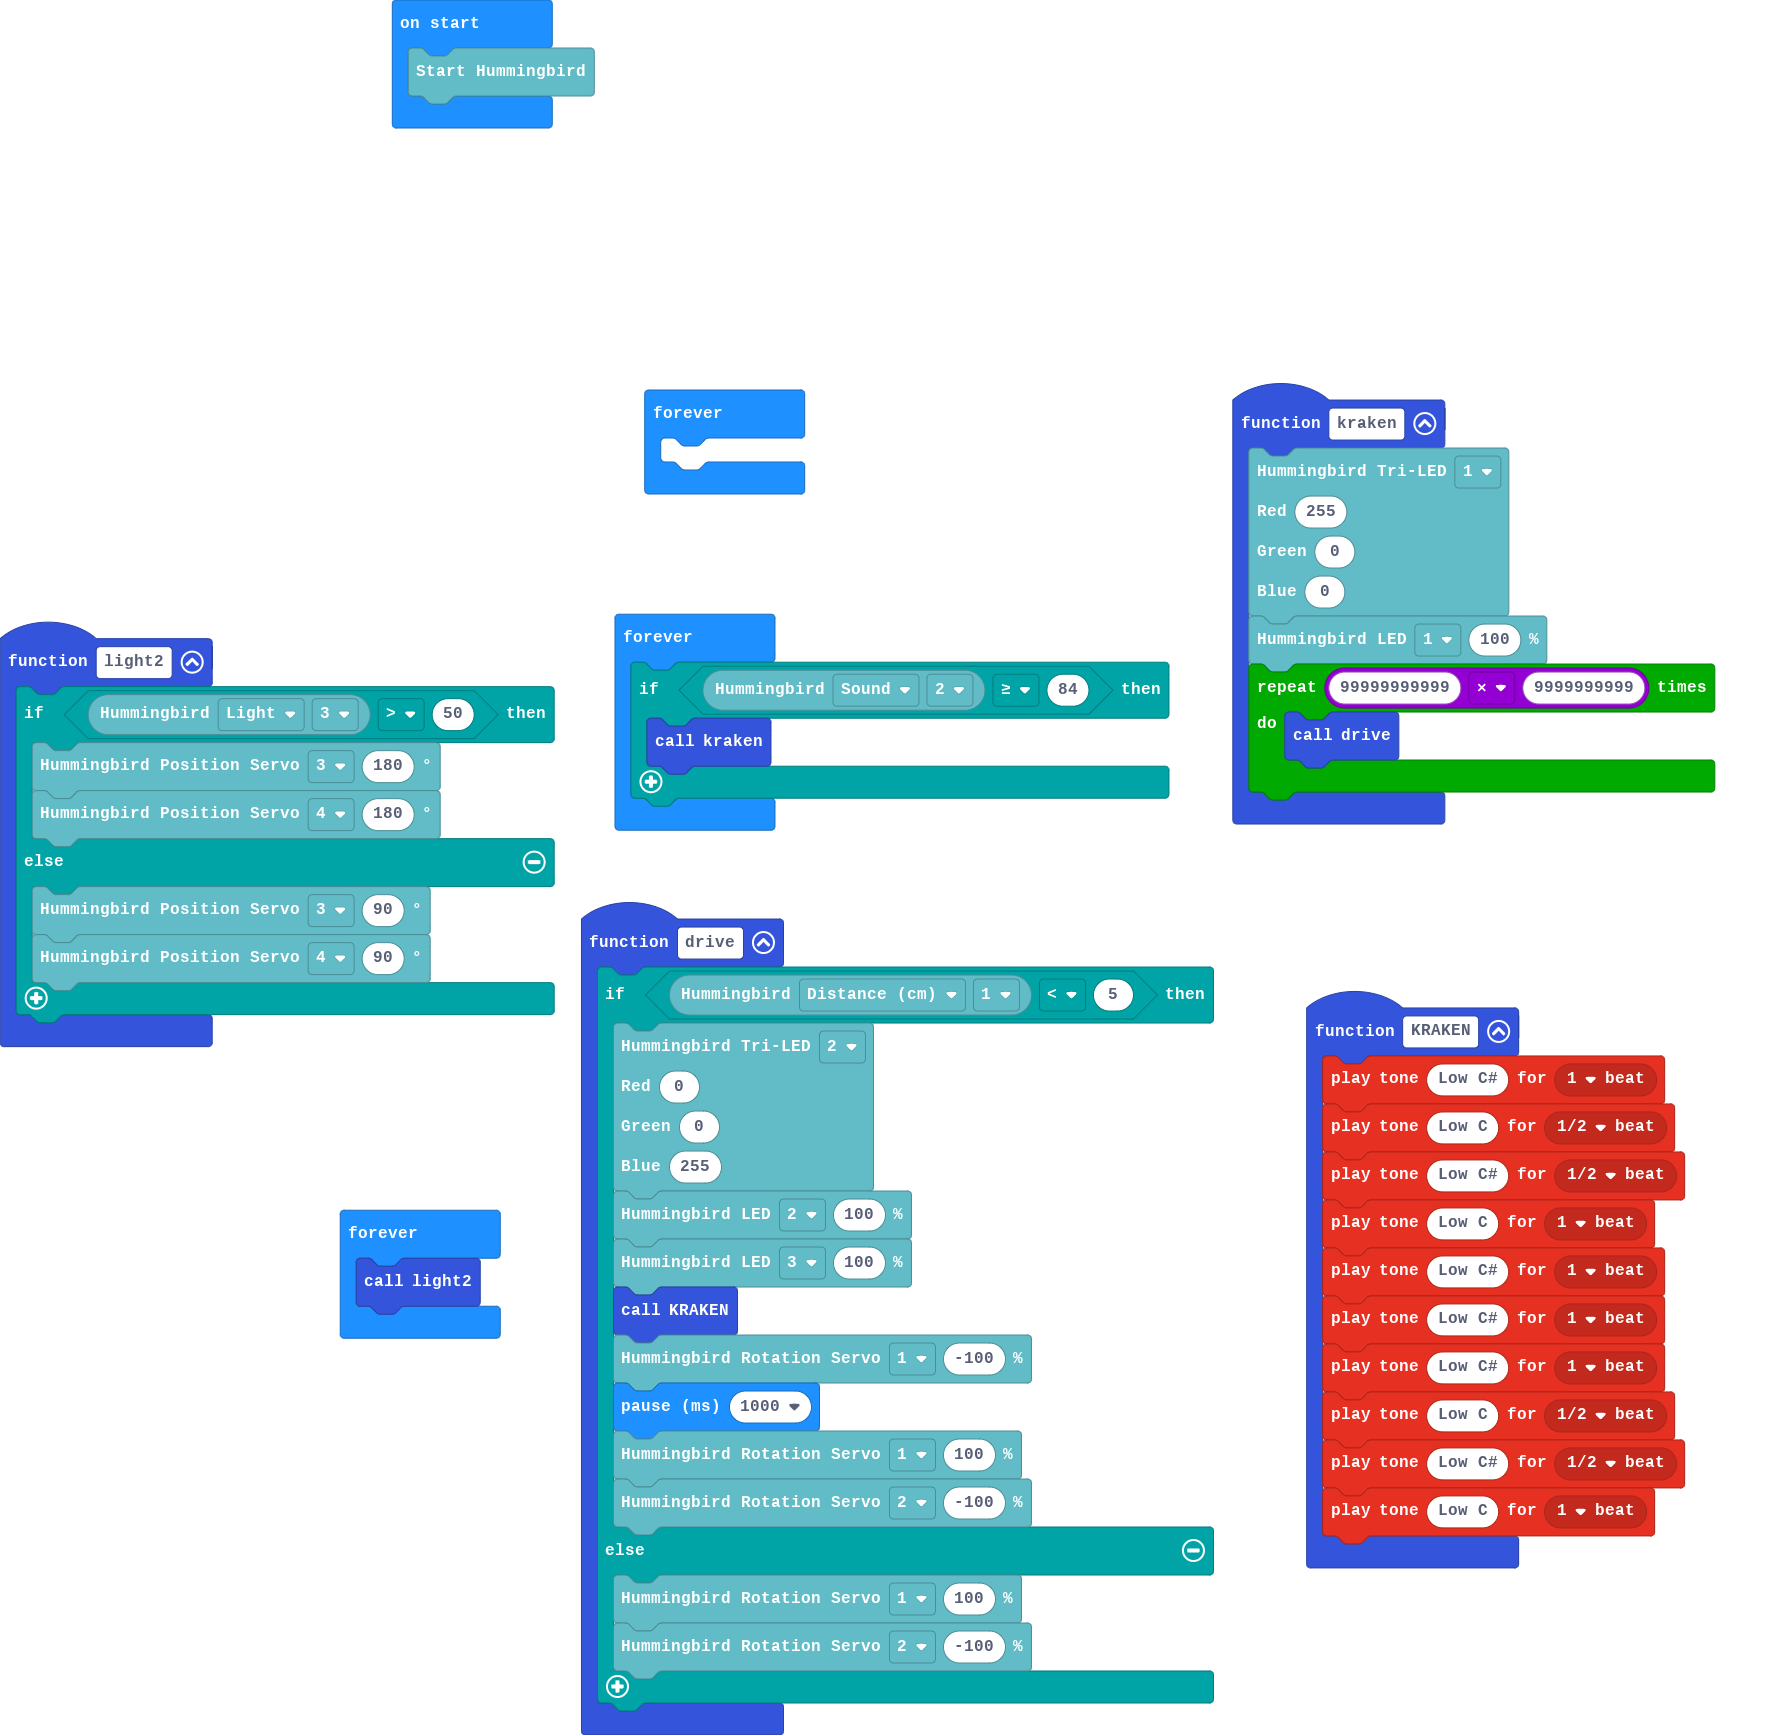 on start
Start Hummingbird
forever
function kraken
Hummingbird Tri-LED 1
Red 255
Green 0
Blue 0
Hummingbird LED 1 100 %
repeat 99999999999 × 9999999999 times
do call drive
function light2
if Hummingbird Light 3 > 50 then
Hummingbird Position Servo 3 180 °
Hummingbird Position Servo 4 180 °
else
Hummingbird Position Servo 3 90 °
Hummingbird Position Servo 4 90 °
forever
if Hummingbird Sound 2 ≥ 84 then
call kraken
function drive
if Hummingbird Distance (cm) 1 < 5 then
Hummingbird Tri-LED 2
Red 0
Green 0
Blue 255
Hummingbird LED 2 100 %
Hummingbird LED 3 100 %
call KRAKEN
Hummingbird Rotation Servo 1 -100 %
pause (ms) 1000
Hummingbird Rotation Servo 1 100 %
Hummingbird Rotation Servo 2 -100 %
else
Hummingbird Rotation Servo 1 100 %
Hummingbird Rotation Servo 2 -100 %
function KRAKEN
play tone Low C# for 1 beat
play tone Low C for 1/2 beat
play tone Low C# for 1/2 beat
play tone Low C for 1 beat
play tone Low C# for 1 beat
play tone Low C# for 1 beat
play tone Low C# for 1 beat
play tone Low C for 1/2 beat
play tone Low C# for 1/2 beat
play tone Low C for 1 beat
forever
call light2